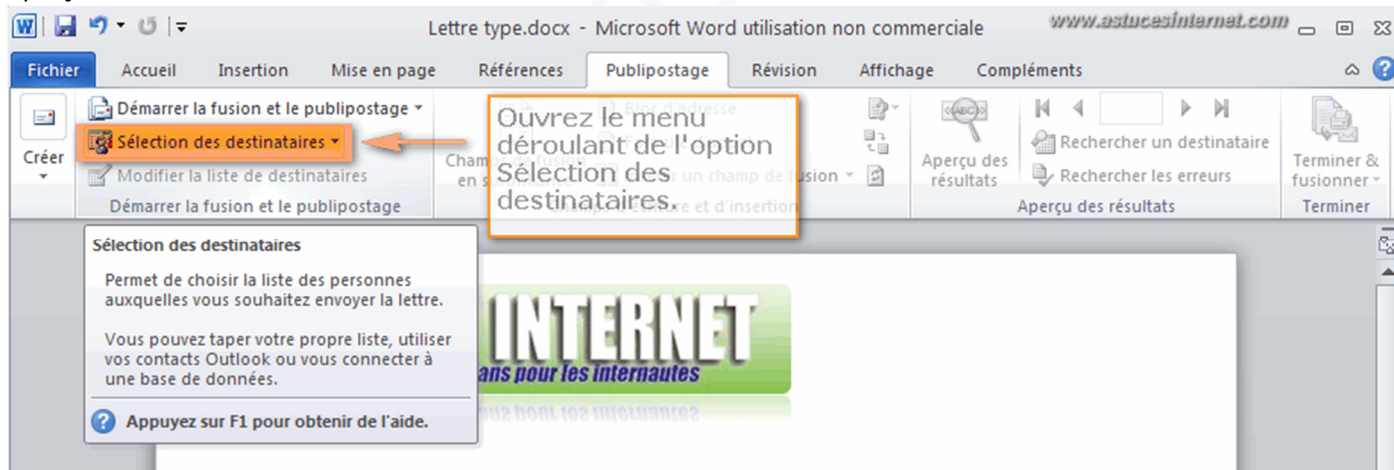 Lettre type.docx - Microsoft Word utilisation non commerciale
www.astucesinternet.com
Fichier Accueil Insertion Mise en page Références Publipostage Révision Affichage Compléments
Créer
Démarrer la fusion et le publipostage
Sélection des destinataires
Modifier la liste de destinataires
Démarrer la fusion et le publipostage
Ouvrez le menu
déroulant de l'option
Sélection des
destinataires.
Bloc d'adresse
Aperçu des
résultats
Rechercher un destinataire
Rechercher les erreurs
Aperçu des résultats
Terminer &
fusionner
Terminer
Sélection des destinataires
Permet de choisir la liste des personnes
auxquelles vous souhaitez envoyer la lettre.
Vous pouvez taper votre propre liste, utiliser
vos contacts Outlook ou vous connecter à
une base de données.
Appuyez sur F1 pour obtenir de l'aide.
INTERNET
ans pour les internautes